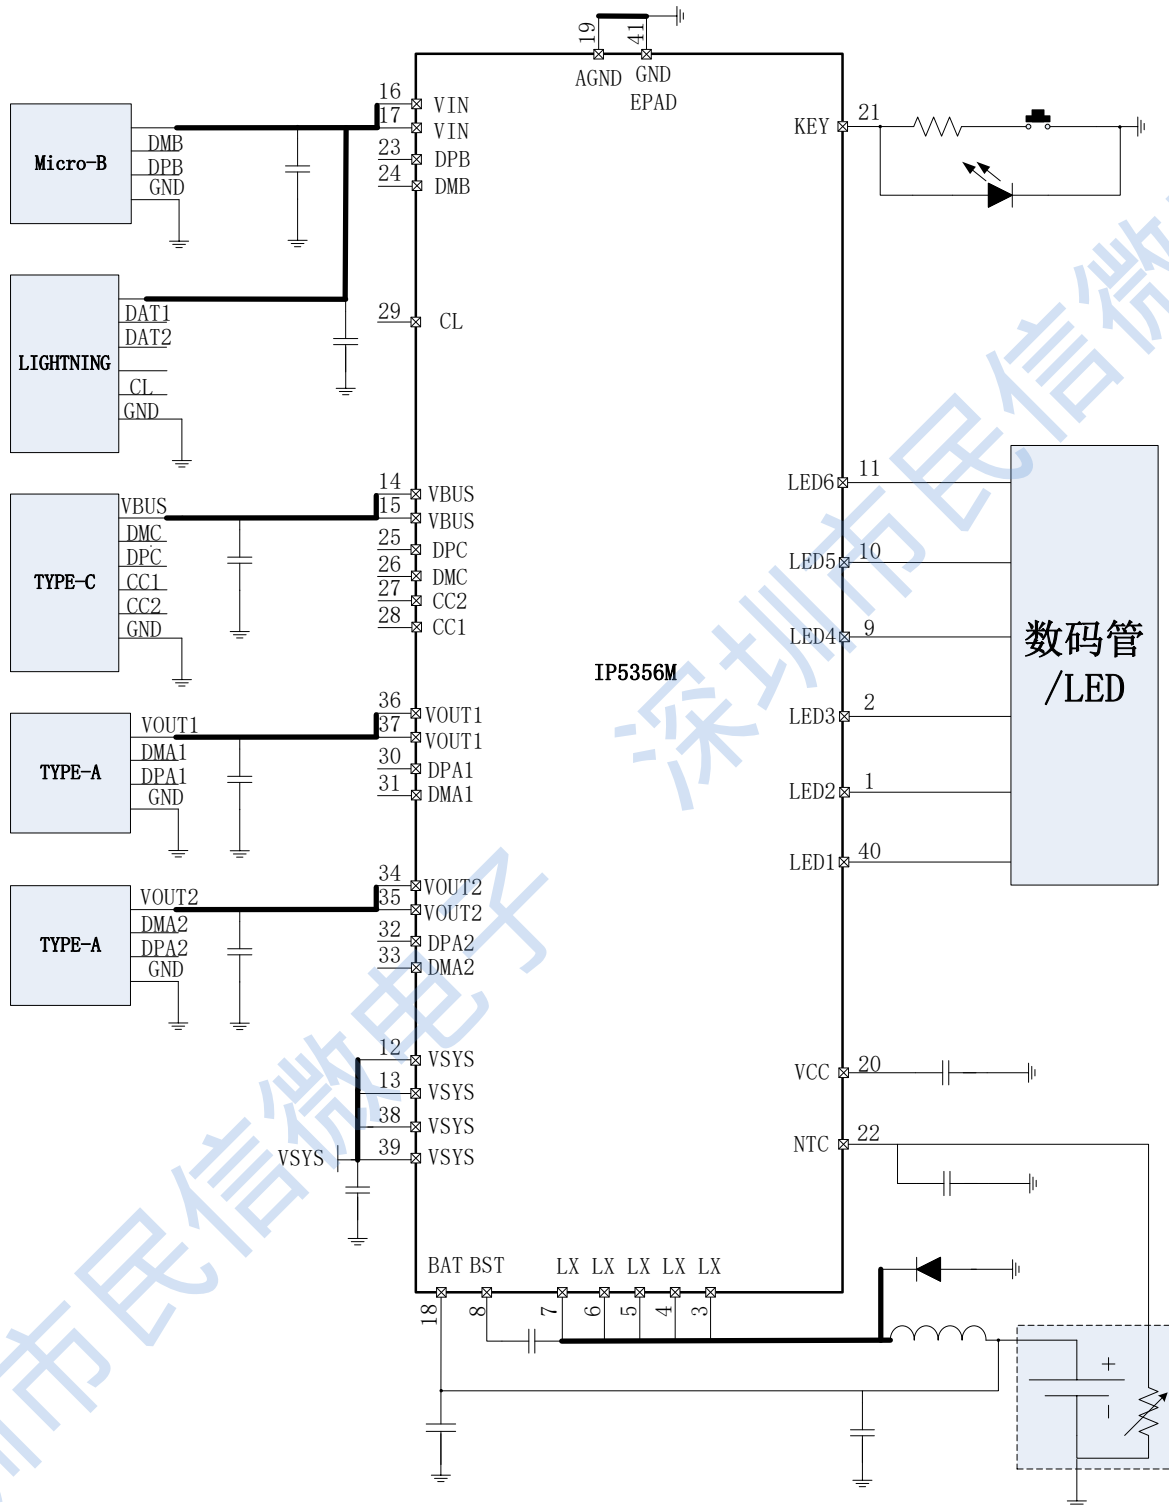 19
41
AGND
GND
EPAD
Micro-B
DMB
DPB
GND
16
VIN
17
VIN
23
DPB
24
DMB
KEY
21
LIGHTNING
DAT1
DAT2
CL
GND
29
CL
TYPE-C
VBUS
DMC
DPC
CC1
CC2
GND
14
VBUS
15
VBUS
25
DPC
26
DMC
27
CC2
28
CC1
LED6
11
LED5
10
LED4
9
LED3
2
LED2
1
LED1
40
数码管
/LED
IP5356M
TYPE-A
VOUT1
DMA1
DPA1
GND
36
VOUT1
37
VOUT1
30
DPA1
31
DMA1
TYPE-A
VOUT2
DMA2
DPA2
GND
34
VOUT2
35
VOUT2
32
DPA2
33
DMA2
12
VSYS
13
VSYS
38
VSYS
39
VSYS
VSYS
VCC
20
NTC
22
BAT
BST
LX
LX
LX
LX
LX
18
8
7
6
5
4
3
+
-
深圳市民信微
圳市民信微电子